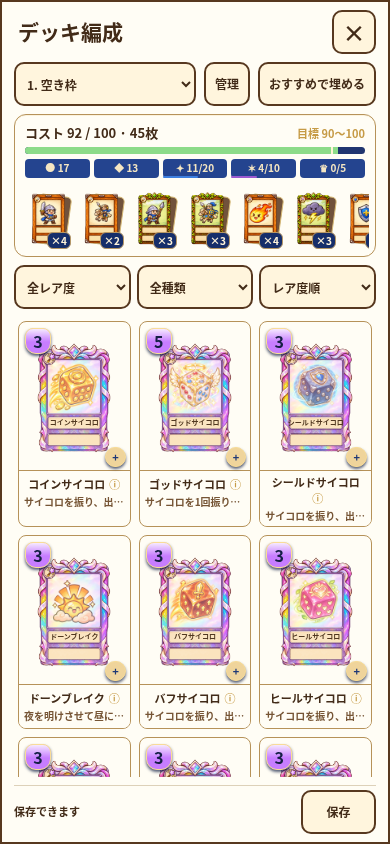 デッキ編成
1. 空き枠
管理
おすすめで埋める
コスト 92 / 100・45枚
目標 90〜100
17
13
11/20
4/10
0/5
×4
×2
×3
×3
×4
×3
全レア度
全種類
レア度順
3
コインサイコロ
+
コインサイコロ ⓘ
サイコロを振り、出…
5
ゴッドサイコロ
+
ゴッドサイコロ ⓘ
サイコロを1回振り…
3
シールドサイコロ
+
シールドサイコロ
ⓘ
サイコロを振り、出…
3
ドーンブレイク
+
ドーンブレイク ⓘ
夜を明けさせて昼に…
3
バフサイコロ
+
バフサイコロ ⓘ
サイコロを振り、出…
3
ヒールサイコロ
+
ヒールサイコロ ⓘ
サイコロを振り、出…
3
3
3
保存できます
保存